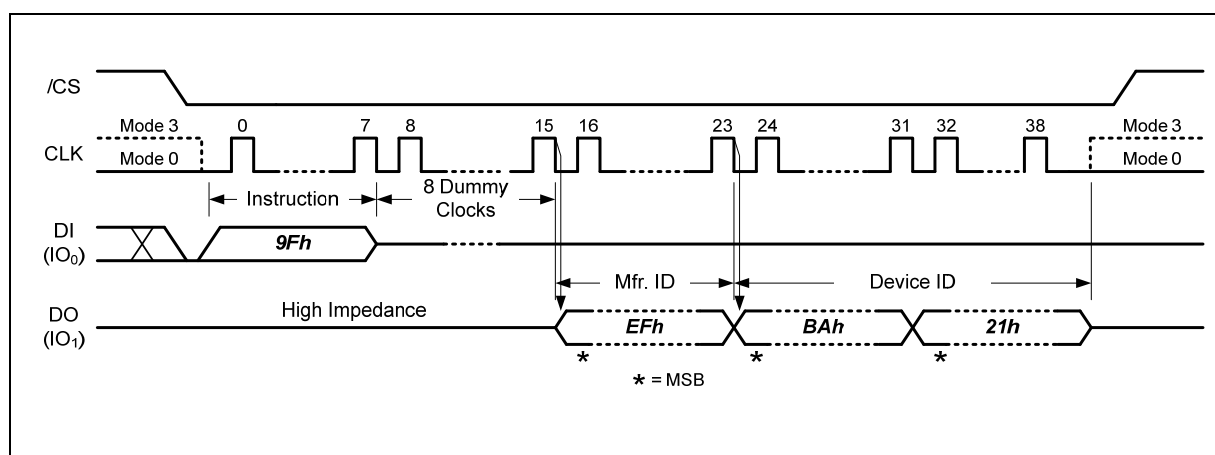 /CS
Mode 3
0 7 8 15 16 23 24 31 32 38
Mode 3
CLK
Mode 0
Mode 0
Instruction
8 Dummy
Clocks
DI
(IO0)
9Fh
Mfr. ID
Device ID
High Impedance
DO
(IO1)
EFh
BAh
21h
* * *
* = MSB